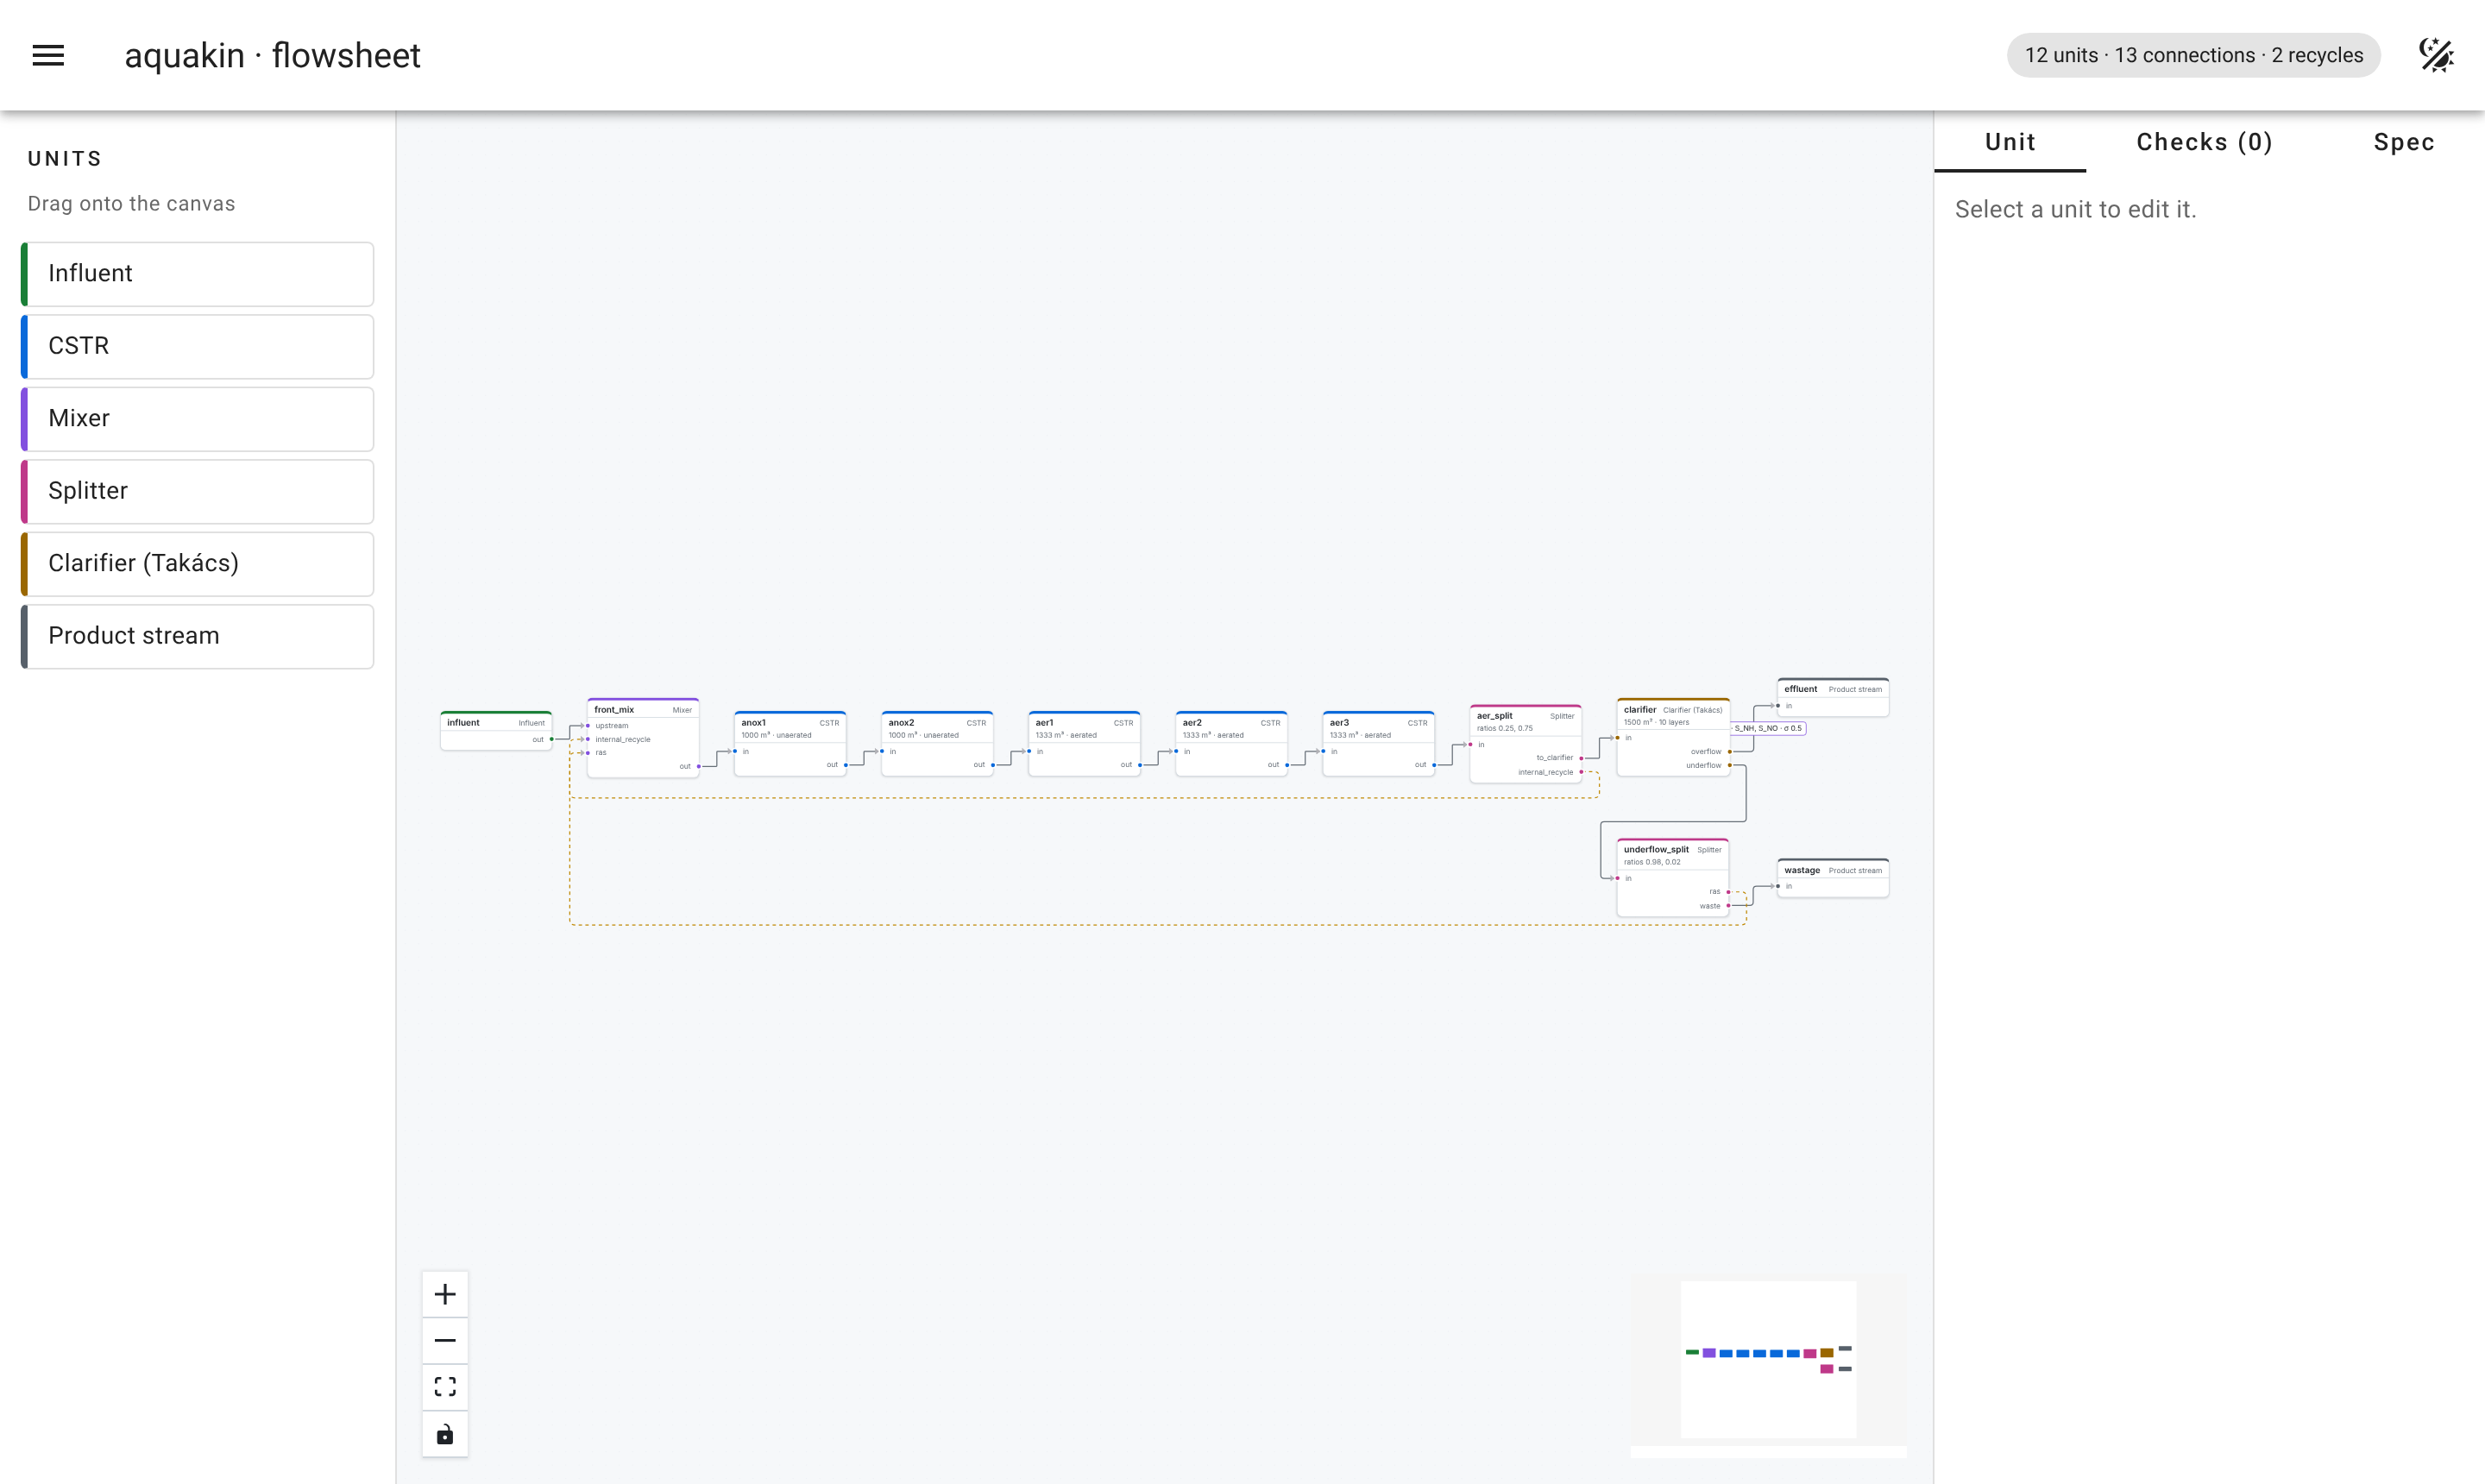 aquakin · flowsheet
12 units · 13 connections · 2 recycles
UNITS
Drag onto the canvas
Influent
CSTR
Mixer
Splitter
Clarifier (Takács)
Product stream
influent Influent
out
front_mix Mixer
upstream
internal_recycle
ras
out
anox1 CSTR
1000 m³ · unaerated
in
out
anox2 CSTR
1000 m³ · unaerated
in
out
aer1 CSTR
1333 m³ · aerated
in
out
aer2 CSTR
1333 m³ · aerated
in
out
aer3 CSTR
1333 m³ · aerated
in
out
aer_split Splitter
ratios 0.25, 0.75
in
to_clarifier
internal_recycle
clarifier Clarifier (Takács)
1500 m³ · 10 layers
in
overflow
underflow
· S_NH, S_NO · σ 0.5
effluent Product stream
in
underflow_split Splitter
ratios 0.98, 0.02
in
ras
waste
wastage Product stream
in
Unit Checks (0) Spec
Select a unit to edit it.